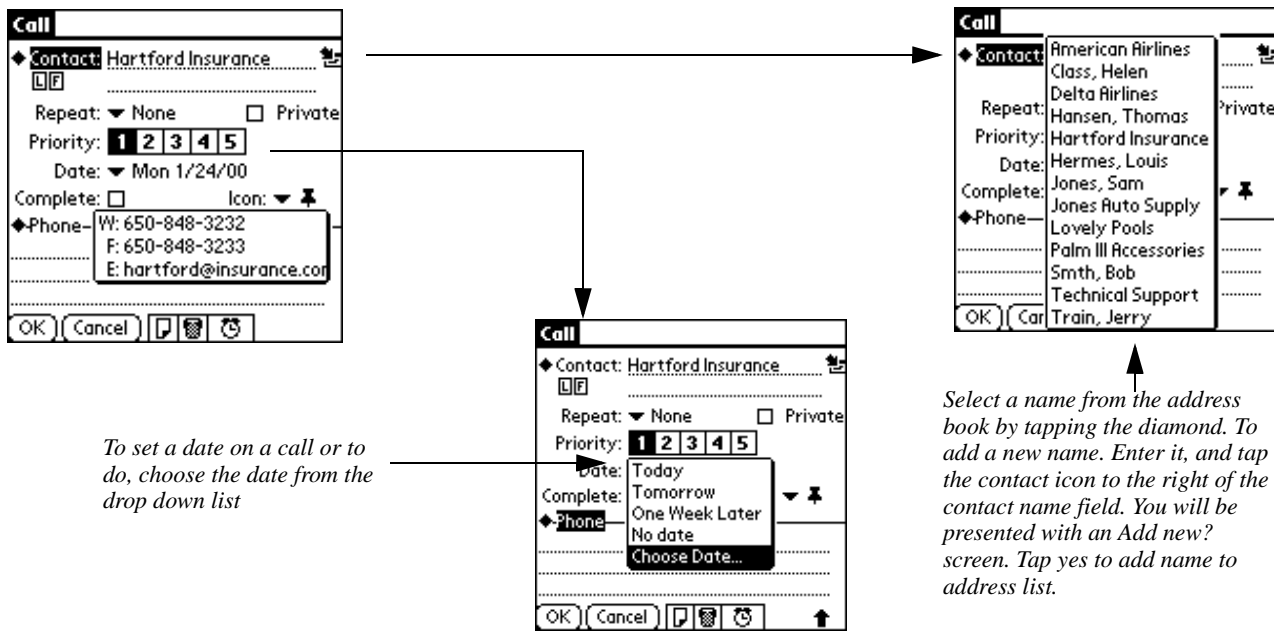 Call
Contact: Hartford Insurance
L F
Repeat: None Private
Priority: 1 2 3 4 5
Date: Mon 1/24/00
Complete: Icon:
Phone
W: 650-848-3232
F: 650-848-3233
E: hartford@insurance.com
OK Cancel
Call
Contact:
Repeat: Private
Priority:
Date:
Complete:
Phone
American Airlines
Class, Helen
Delta Airlines
Hansen, Thomas
Hartford Insurance
Hermes, Louis
Jones, Sam
Jones Auto Supply
Lovely Pools
Palm III Accessories
Smth, Bob
Technical Support
Train, Jerry
OK Car
Call
Contact: Hartford Insurance
L F
Repeat: None Private
Priority: 1 2 3 4 5
Date:
Complete:
Phone
Today
Tomorrow
One Week Later
No date
Choose Date...
OK Cancel
To set a date on a call or to
do, choose the date from the
drop down list
Select a name from the address
book by tapping the diamond. To
add a new name. Enter it, and tap
the contact icon to the right of the
contact name field. You will be
presented with an Add new?
screen. Tap yes to add name to
address list.